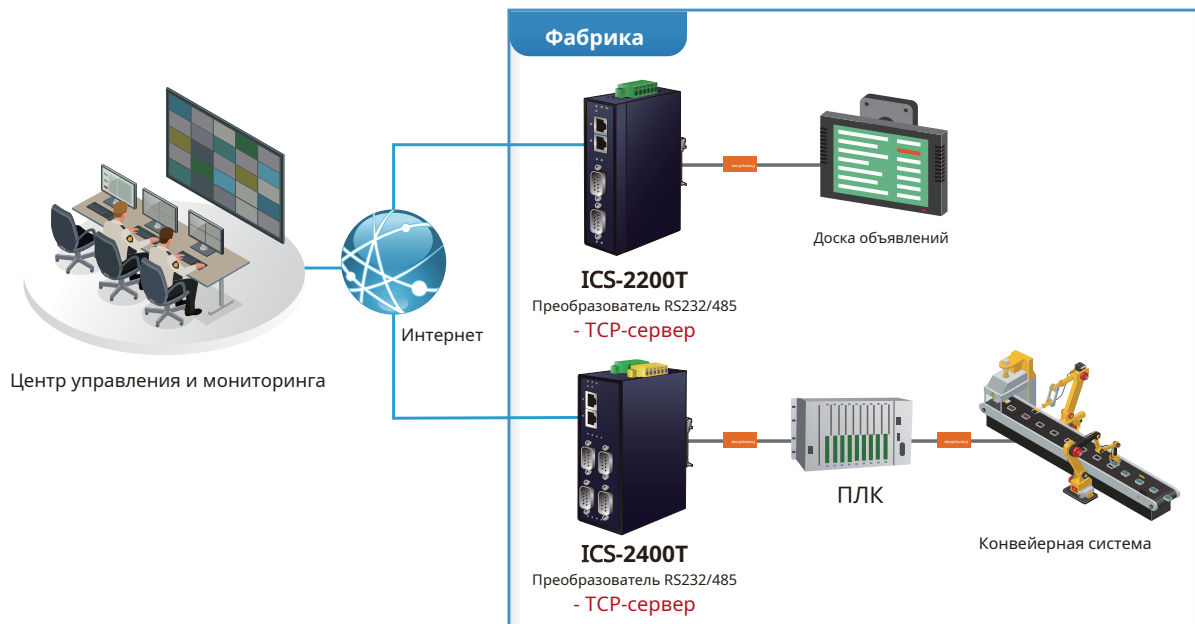 Фабрика
Доска объявлений
ICS-2200T
Преобразователь RS232/485
- TCP-сервер
Интернет
Центр управления и мониторинга
ПЛК
Конвейерная система
ICS-2400T
Преобразователь RS232/485
- TCP-сервер